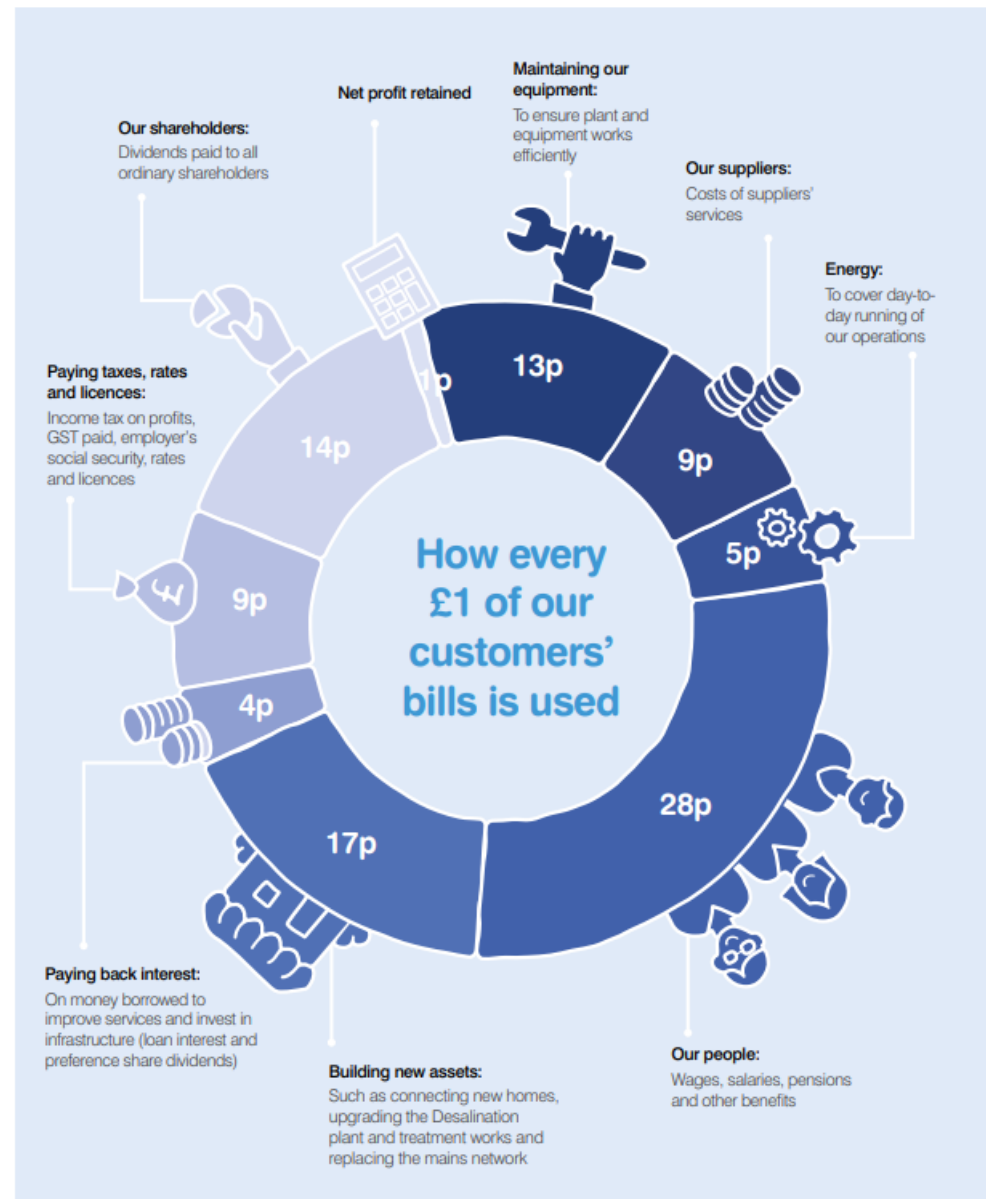 Net profit retained
Maintaining our
equipment:
To ensure plant and
equipment works
efficiently
Our shareholders:
Dividends paid to all
ordinary shareholders
Our suppliers:
Costs of suppliers'
services
Energy:
To cover day-to-
day running of
our operations
Paying taxes, rates
and licences:
Income tax on profits,
GST paid, employer's
social security, rates
and licences
1p
13p
14p
9p
5p
£
9p
4p
28p
17p
How every
£1 of our
customers'
bills is used
Paying back interest:
On money borrowed to
improve services and invest in
infrastructure (loan interest and
preference share dividends)
Building new assets:
Such as connecting new homes,
upgrading the Desalination
plant and treatment works and
replacing the mains network
Our people:
Wages, salaries, pensions
and other benefits